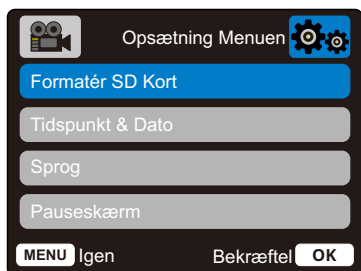 Opsætning Menuen
Formatér SD Kort
Tidspunkt & Dato
Sprog
Pauseskærm
MENU Igen Bekræftel OK